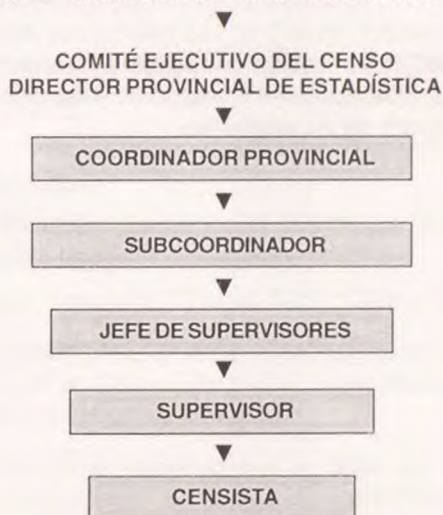 COMITÉ EJECUTIVO DEL CENSO
DIRECTOR PROVINCIAL DE ESTADÍSTICA
COORDINADOR PROVINCIAL
SUBCOORDINADOR
JEFE DE SUPERVISORES
SUPERVISOR
CENSISTA